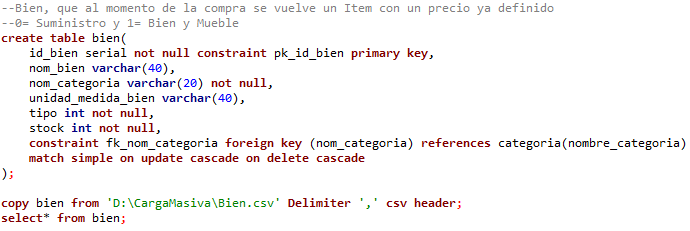 --Bien, que al momento de la compra se vuelve un Item con un precio ya definido
--0= Suministro y 1= Bien y Mueble
create table bien(
    id_bien serial not null constraint pk_id_bien primary key,
    nom_bien varchar(40),
    nom_categoria varchar(20) not null,
    unidad_medida_bien varchar(40),
    tipo int not null,
    stock int not null,
    constraint fk_nom_categoria foreign key (nom_categoria) references categoria(nombre_categoria)
    match simple on update cascade on delete cascade
);

copy bien from 'D:\CargaMasiva\Bien.csv' Delimiter ',' csv header;
select* from bien;